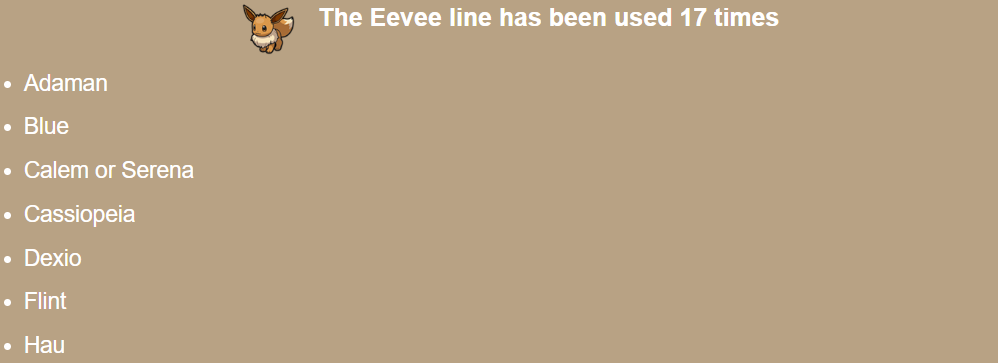 The Eevee line has been used 17 times
• Adaman
• Blue
• Calem or Serena
• Cassiopeia
• Dexio
• Flint
• Hau